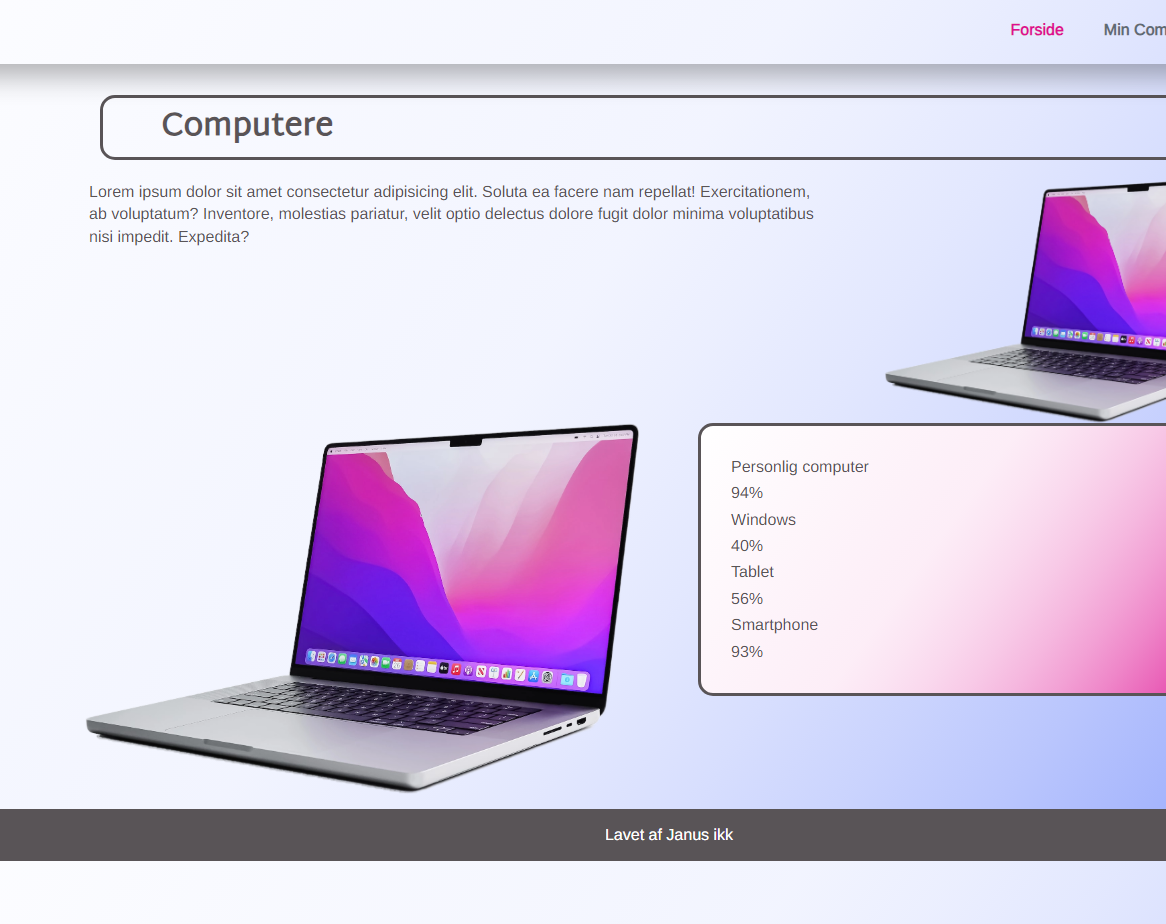 Forside Min Com
Computere
Lorem ipsum dolor sit amet consectetur adipisicing elit. Soluta ea facere nam repellat! Exercitationem,
ab voluptatum? Inventore, molestias pariatur, velit optio delectus dolore fugit dolor minima voluptatibus
nisi impedit. Expedita?
Personlig computer
94%
Windows
40%
Tablet
56%
Smartphone
93%
Lavet af Janus ikk